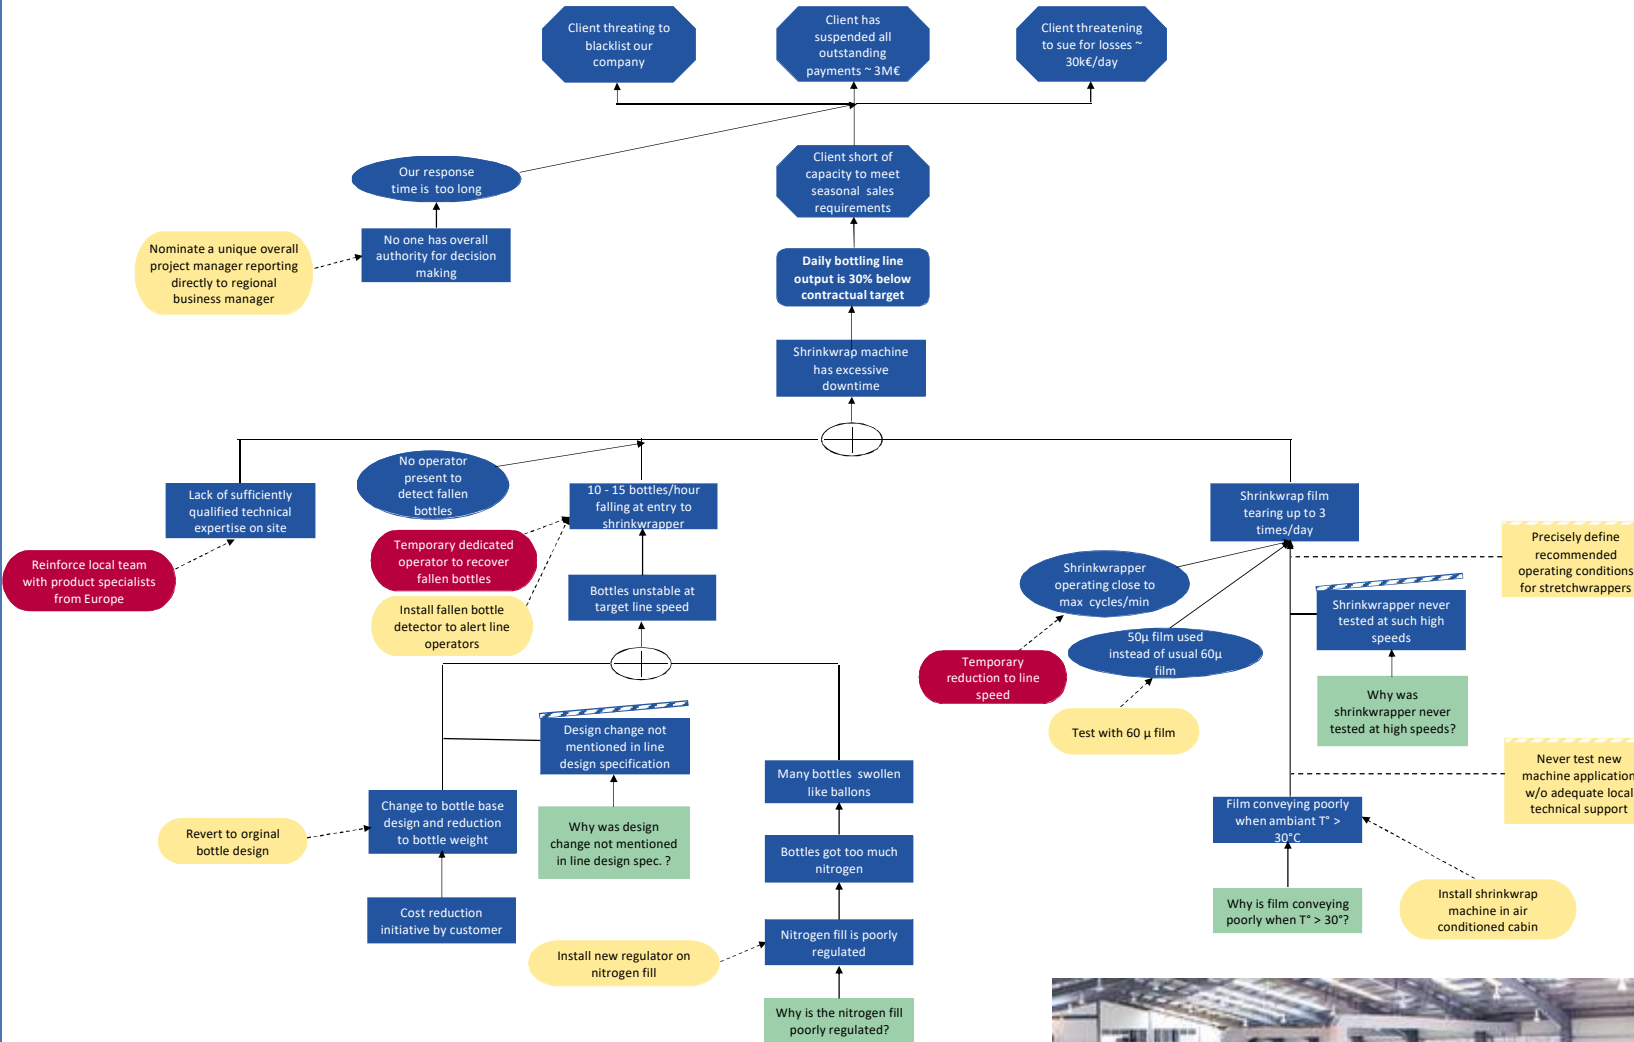 Client threating to
blacklist our
company
Client has
suspended all
outstanding
payments ~ 3M€
Client threatening
to sue for losses ~
30k€/day
Our response
time is  too long
Client short of
capacity to meet
seasonal  sales
requirements
No one has overall
authority for decision
making
Nominate a unique overall
project manager reporting
directly to regional
business manager
Daily bottling line
output is 30% below
contractual target
Shrinkwrap machine
has excessive
downtime
Lack of sufficiently
qualified technical
expertise on site
No operator
present to
detect fallen
bottles
10 - 15 bottles/hour
falling at entry to
shrinkwrapper
Shrinkwrap film
tearing up to 3
times/day
Reinforce local team
with product specialists
from Europe
Temporary dedicated
operator to recover
fallen bottles
Install fallen bottle
detector to alert line
operators
Bottles unstable at
target line speed
Shrinkwrapper
operating close to
max  cycles/min
Precisely define
recommended
operating conditions
for stretchwrappers
Shrinkwrapper never
tested at such high
speeds
50µ film used
instead of usual 60µ
film
Temporary
reduction to line
speed
Test with 60 µ film
Why was
shrinkwrapper never
tested at high speeds?
Design change not
mentioned in line
design specification
Many bottles  swollen
like ballons
Never test new
machine application
w/o adequate local
technical support
Change to bottle base
design and reduction
to bottle weight
Revert to orginal
bottle design
Why was design
change not mentioned
in line design spec. ?
Bottles got too much
nitrogen
Film conveying poorly
when ambiant T° >
30°C
Cost reduction
initiative by customer
Nitrogen fill is poorly
regulated
Install new regulator on
nitrogen fill
Why is film conveying
poorly when T° > 30°?
Install shrinkwrap
machine in air
conditioned cabin
Why is the nitrogen fill
poorly regulated?